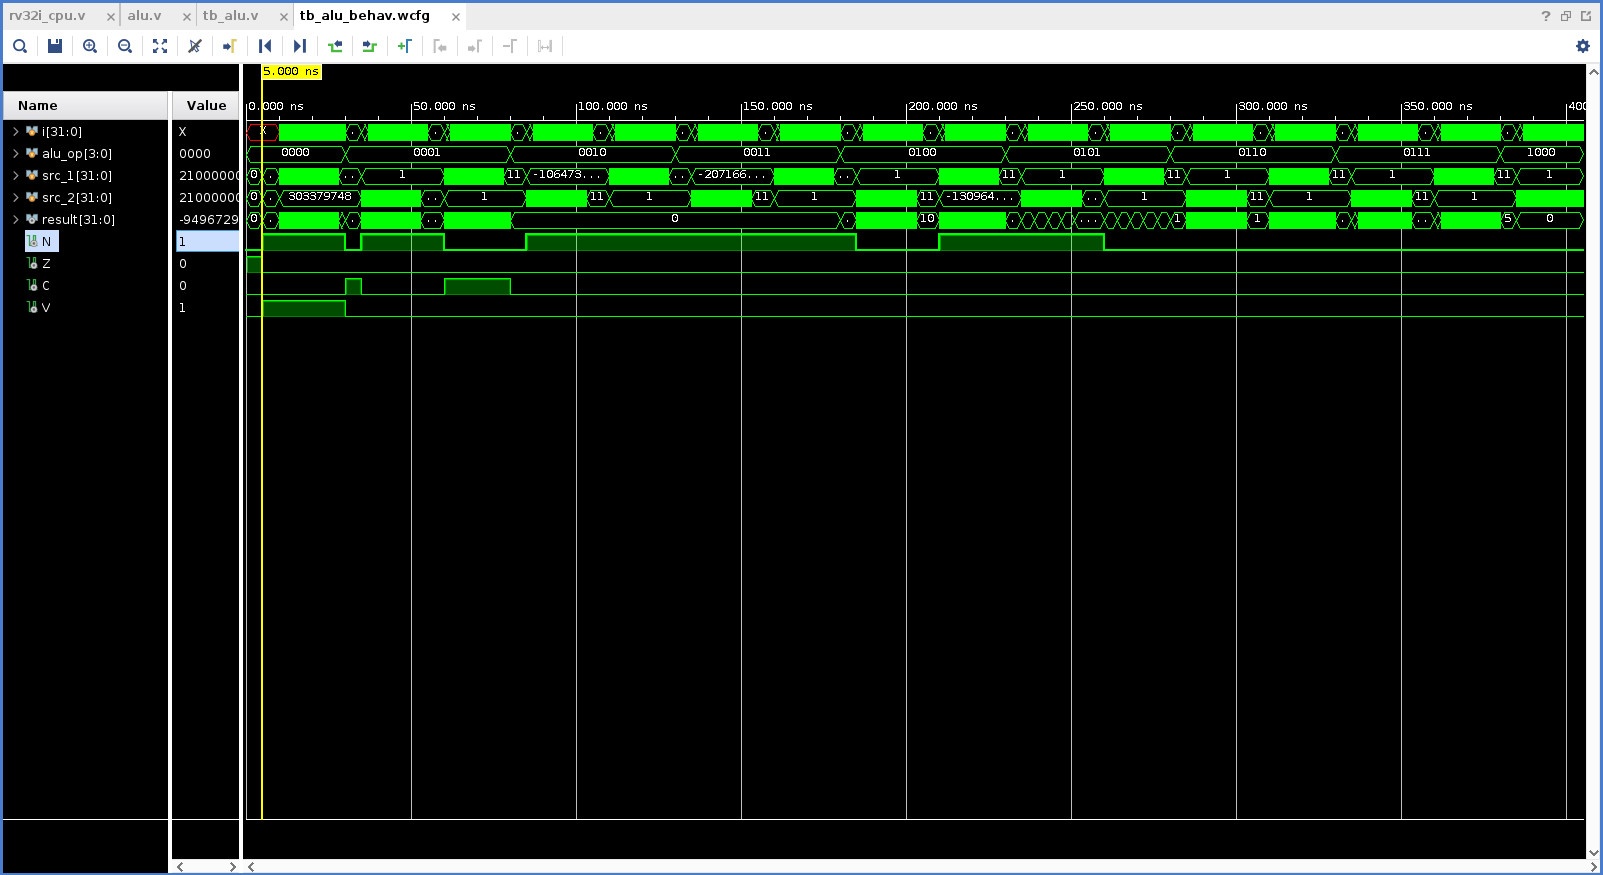 rv32i_cpu.v × alu.v × tb_alu.v × tb_alu_behav.wcfg ×
5.000 ns
Name Value 0.000 ns 50.000 ns 100.000 ns 150.000 ns 200.000 ns 250.000 ns 300.000 ns 350.000 ns 400
i[31:0] X
alu_op[3:0] 0000 0000 0001 0010 0011 0100 0101 0110 0111 1000
src_1[31:0] 21000000 0 . .. 1 11 -106473... .. -207166... .. 1 11 1 11 1 11 1 11 1
src_2[31:0] 21000000 0 . 303379748 .. 1 11 1 11 1 11 -130964... .. 1 11 1 11 1
result[31:0] -9496729 0 . . .. 0 . 10 . ... 1 1 . .. 5 0
N 1
Z 0
C 0
V 1